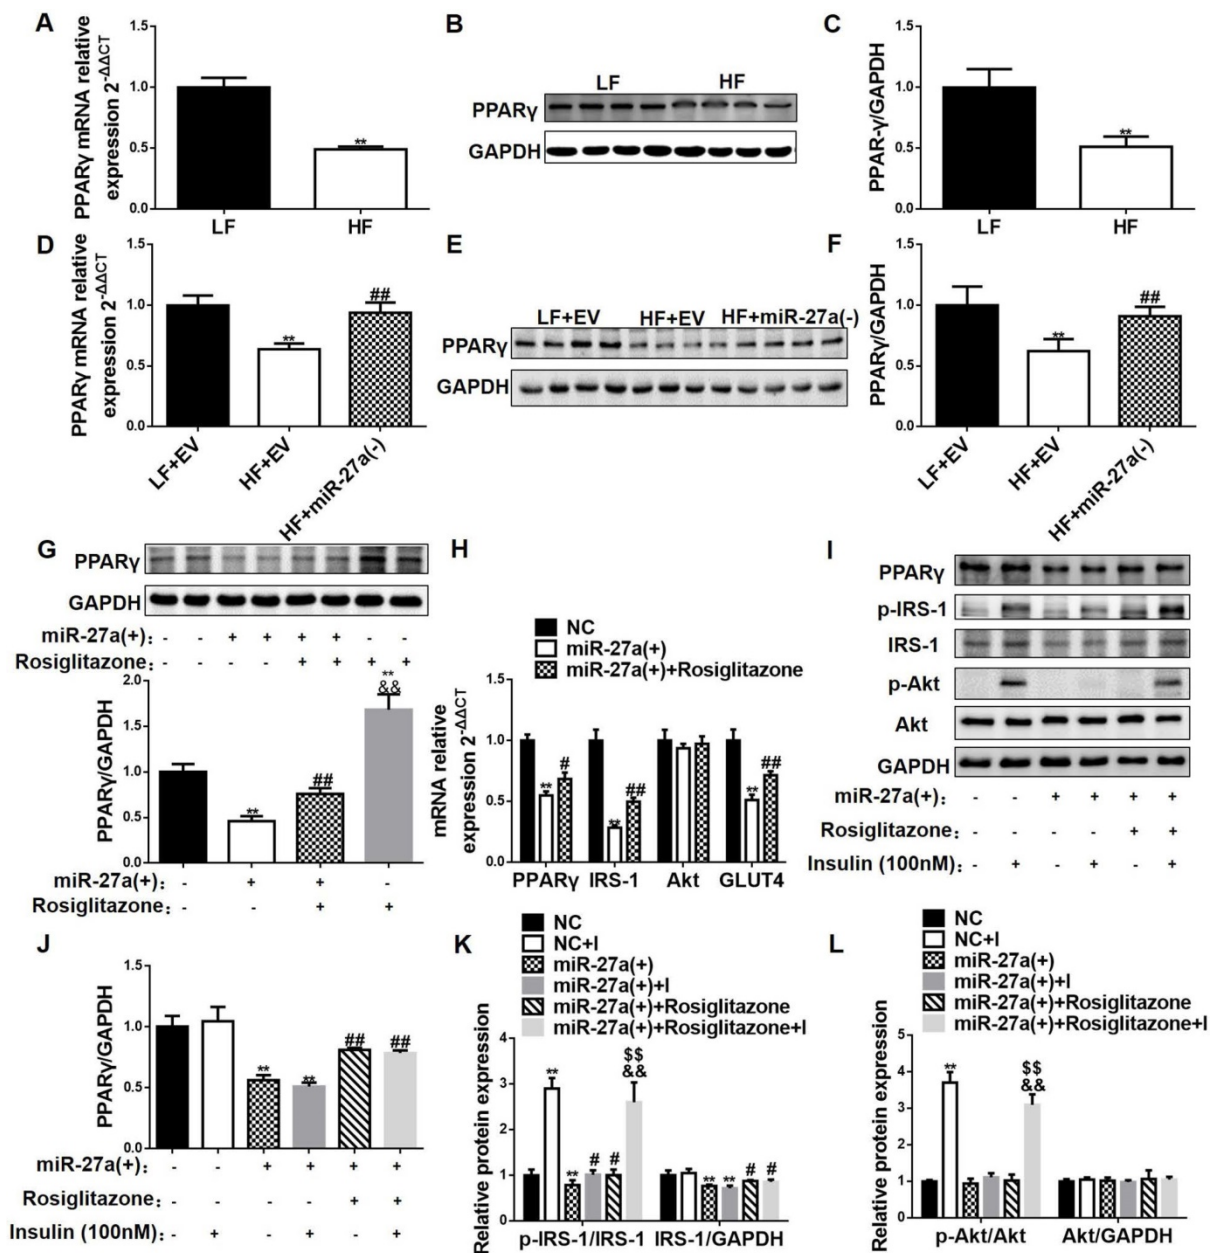 A
PPARγ mRNA relative
expression 2-ΔΔCT
1.5
1.0
0.5
0.0
**
LF HF
B
LF HF
PPARγ
GAPDH
C
PPAR-γ/GAPDH
1.5
1.0
0.5
0.0
**
LF HF
D
PPARγ mRNA relative
expression 2-ΔΔCT
1.5
1.0
0.5
0.0
**
##
LF+EV
HF+EV
HF+miR-27a(-)
E
LF+EV HF+EV HF+miR-27a(-)
PPARγ
GAPDH
F
PPARγ/GAPDH
1.5
1.0
0.5
0.0
**
##
LF+EV
HF+EV
HF+miR-27a(-)
G
PPARγ
GAPDH
miR-27a(+): - - + + + + - -
Rosiglitazone: - - - - + + + +
PPARγ/GAPDH
2.0
1.5
1.0
0.5
0.0
**
##
**
&&
miR-27a(+): - + + -
Rosiglitazone: - - + +
H
NC
miR-27a(+)
miR-27a(+)+Rosiglitazone
mRNA relative
expression 2-ΔΔCT
1.5
1.0
0.5
0.0
** # ** ## ** ##
PPARγ IRS-1 Akt GLUT4
I
PPARγ
p-IRS-1
IRS-1
p-Akt
Akt
GAPDH
miR-27a(+): - - + + + +
Rosiglitazone: - - - - + +
Insulin (100nM) - + - + - +
J
PPARγ/GAPDH
1.5
1.0
0.5
0.0
** ** ## ##
miR-27a(+): - - + + + +
Rosiglitazone: - - - - + +
Insulin (100nM) - + - + - +
K
NC
NC+I
miR-27a(+)
miR-27a(+)+I
miR-27a(+)+Rosiglitazone
miR-27a(+)+Rosiglitazone+I
Relative protein expression
4
3
2
1
0
** ** # #
$$
&&
** ** # #
p-IRS-1/IRS-1 IRS-1/GAPDH
L
NC
NC+I
miR-27a(+)
miR-27a(+)+I
miR-27a(+)+Rosiglitazone
miR-27a(+)+Rosiglitazone+I
Relative protein expression
5
4
3
2
1
0
**
$$
&&
p-Akt/Akt Akt/GAPDH